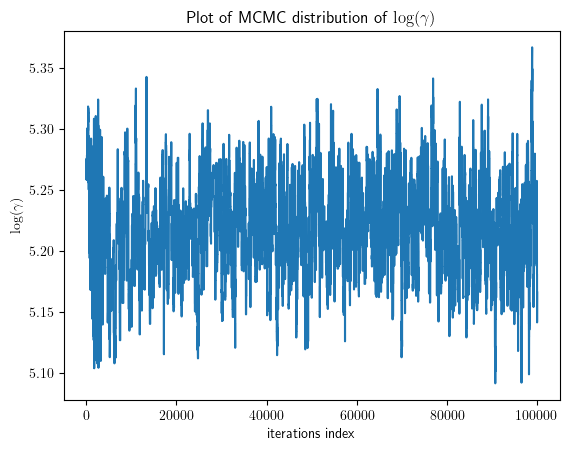 Plot of MCMC distribution of log(γ)
5.35
5.30
5.25
5.20
5.15
5.10
log(γ)
0 20000 40000 60000 80000 100000
iterations index